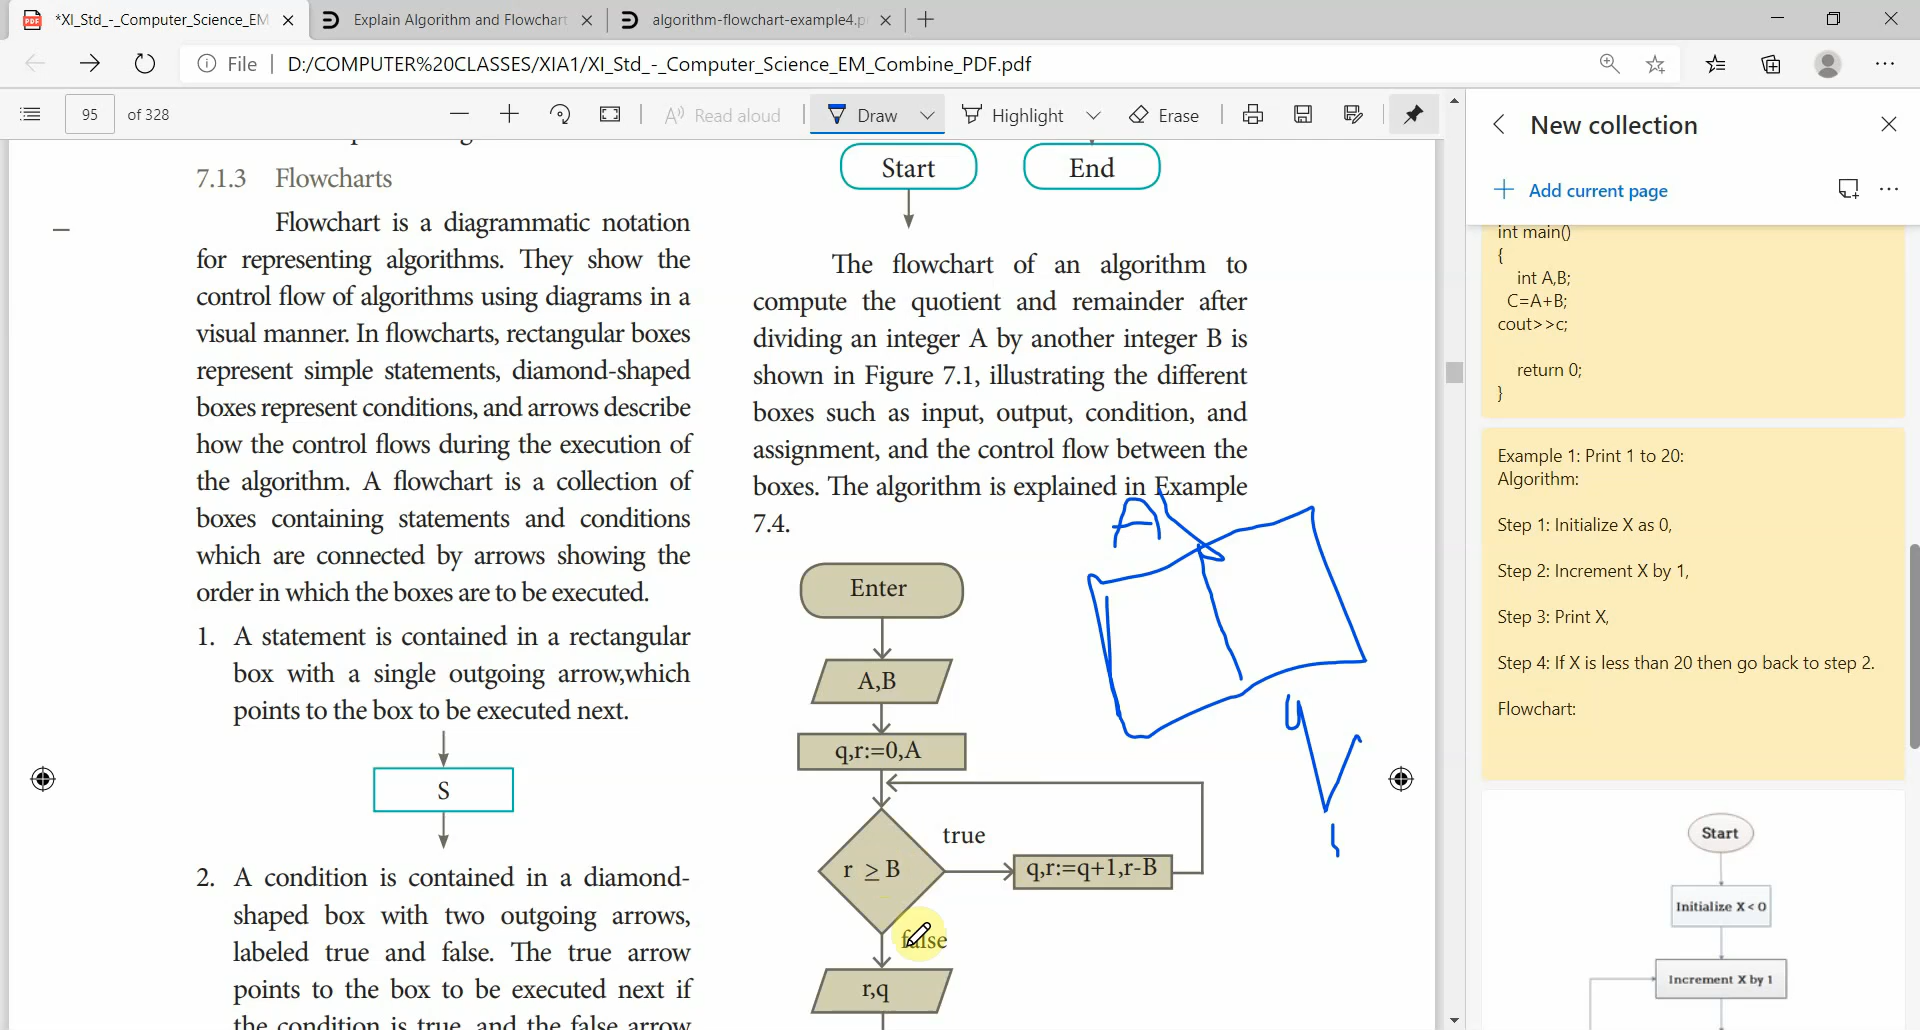 *XI_Std_-_Computer_Science_EM
Explain Algorithm and Flowchart
algorithm-flowchart-example4.p
File
D:/COMPUTER%20CLASSES/XIA1/XI_Std_-_Computer_Science_EM_Combine_PDF.pdf
95 of 328
Read aloud
Draw
Highlight
Erase
7.1.3 Flowcharts
Flowchart is a diagrammatic notation
for representing algorithms. They show the
control flow of algorithms using diagrams in a
visual manner. In flowcharts, rectangular boxes
represent simple statements, diamond-shaped
boxes represent conditions, and arrows describe
how the control flows during the execution of
the algorithm. A flowchart is a collection of
boxes containing statements and conditions
which are connected by arrows showing the
order in which the boxes are to be executed.
1. A statement is contained in a rectangular
box with a single outgoing arrow,which
points to the box to be executed next.
S
2. A condition is contained in a diamond-
shaped box with two outgoing arrows,
labeled true and false. The true arrow
points to the box to be executed next if
the condition is true, and the false arrow
Start
End
The flowchart of an algorithm to
compute the quotient and remainder after
dividing an integer A by another integer B is
shown in Figure 7.1, illustrating the different
boxes such as input, output, condition, and
assignment, and the control flow between the
boxes. The algorithm is explained in Example
7.4.
A
Enter
A,B
q,r:=0,A
true
r ≥ B
q,r:=q+1,r-B
false
r,q
New collection
Add current page
int main()
{
int A,B;
C=A+B;
cout>>c;
return 0;
}
Example 1: Print 1 to 20:
Algorithm:
Step 1: Initialize X as 0,
Step 2: Increment X by 1,
Step 3: Print X,
Step 4: If X is less than 20 then go back to step 2.
Flowchart:
Start
Initialize X < 0
Increment X by 1